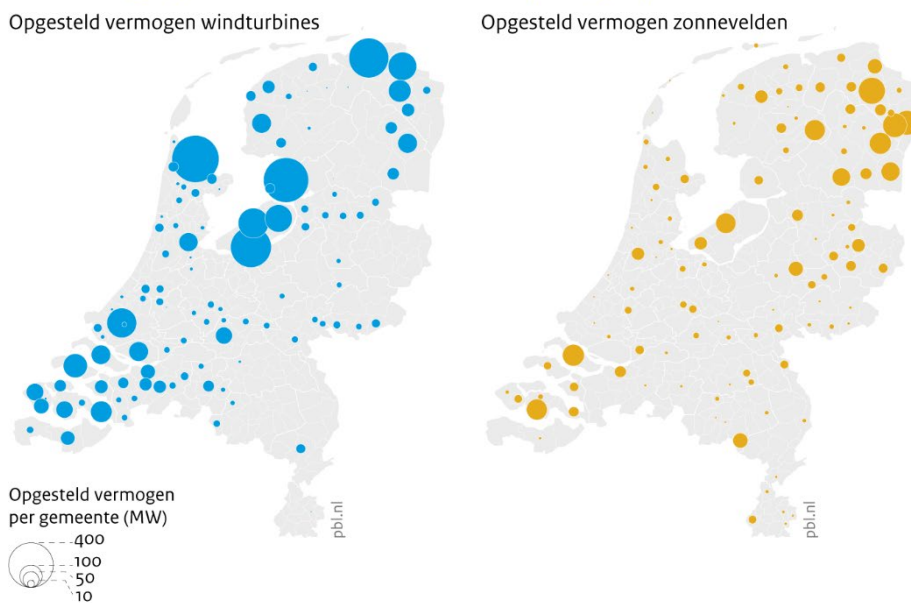 Opgesteld vermogen windturbines
Opgesteld vermogen zonnevelden
pbl.nl
pbl.nl
Opgesteld vermogen
per gemeente (MW)
400
100
50
10